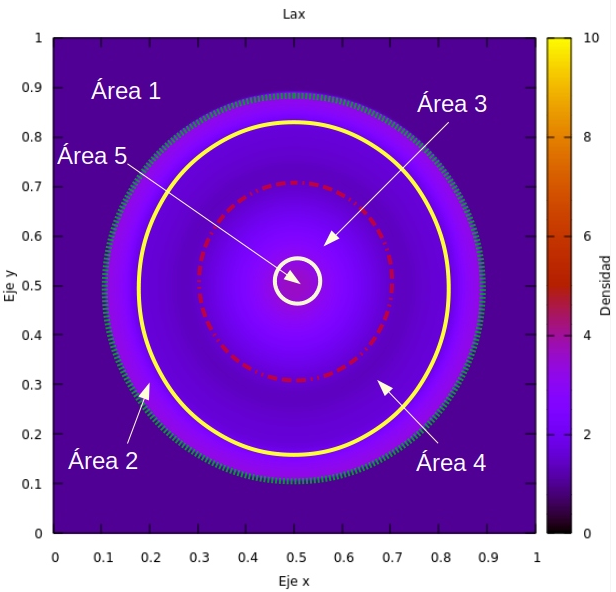 Lax
1
0.9
0.8
0.7
0.6
0.5
0.4
0.3
0.2
0.1
0
Eje y
Área 1
Área 3
Área 5
Área 2
Área 4
0 0.1 0.2 0.3 0.4 0.5 0.6 0.7 0.8 0.9 1
Eje x
10
8
6
4
2
0
Densidad